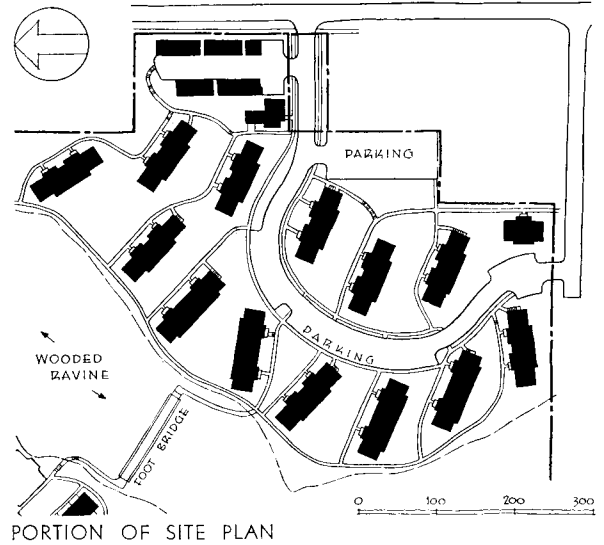 PARKING
PARKING
WOODED
RAVINE
FOOT BRIDGE
0 100 200 300
PORTION OF SITE PLAN